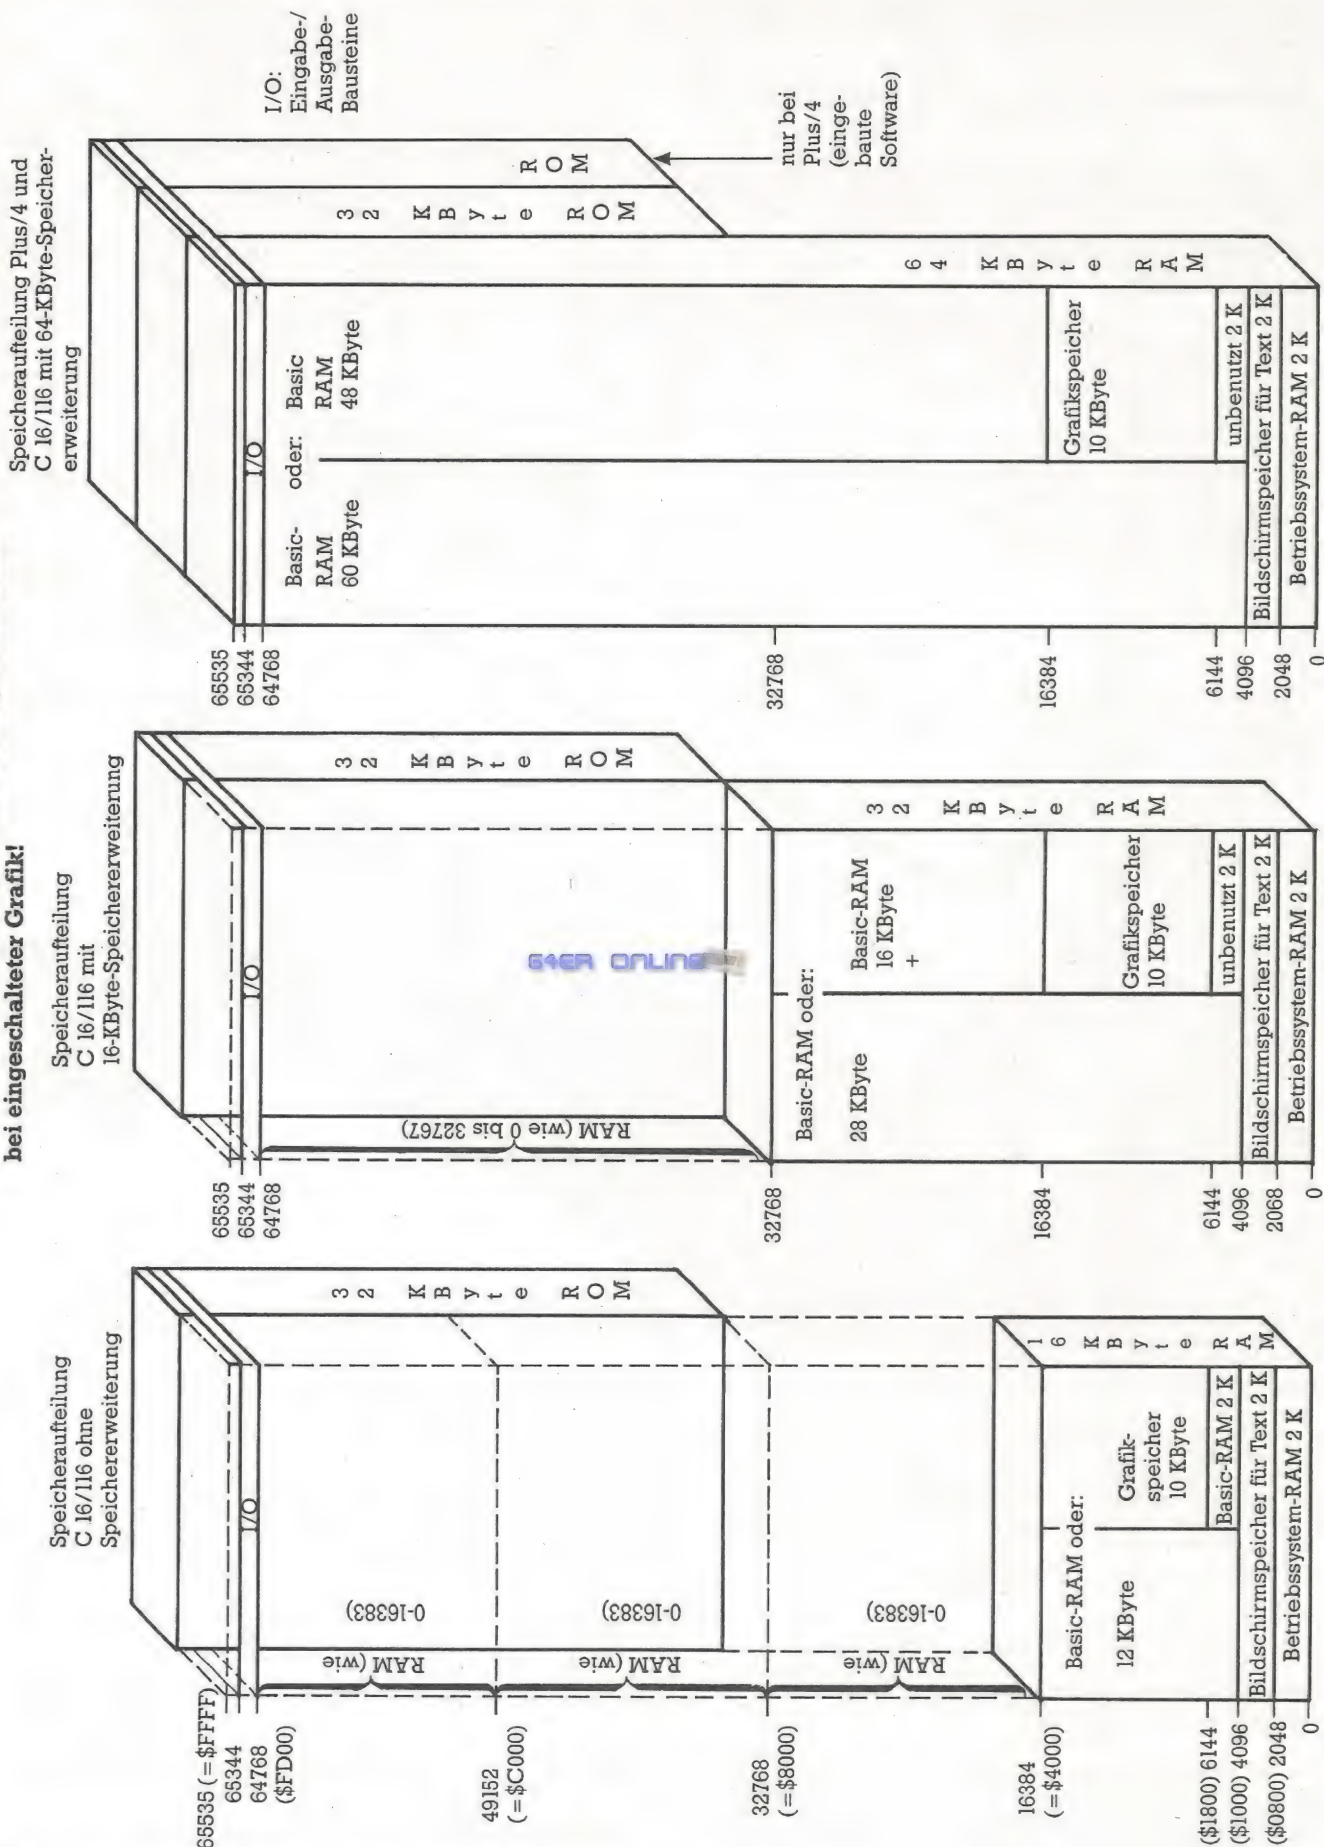 bei eingeschalteter Grafik!
Speicheraufteilung
C 16/116 ohne
Speichererweiterung
65535 (=$FFFF)
65344
64768
($FD00)
49152
(=$C000)
32768
(=$8000)
16384
(=$4000)
($1800) 6144
($1000) 4096
($0800) 2048
0
I/O
32 KByte ROM
RAM (wie
0-16383)
RAM (wie
0-16383)
RAM (wie
0-16383)
16 KByte RAM
Basic-RAM oder:
12 KByte
Grafik-
speicher
10 KByte
Basic-RAM 2 K
Bildschirmspeicher für Text 2 K
Betriebssystem-RAM 2 K
Speicheraufteilung
C 16/116 mit
16-KByte-Speichererweiterung
65535
65344
64768
32768
16384
6144
4096
2068
0
I/O
32 KByte ROM
RAM (wie 0 bis 32767)
32 KByte RAM
Basic-RAM oder:
28 KByte
Basic-RAM
16 KByte
+
Grafikspeicher
10 KByte
unbenutzt 2 K
Bildschirmspeicher für Text 2 K
Betriebssystem-RAM 2 K
64ER ONLINE
Speicheraufteilung Plus/4 und
C 16/116 mit 64-KByte-Speicher-
erweiterung
65535
65344
64768
32768
16384
6144
4096
2048
0
I/O
ROM
32 KByte ROM
64 KByte RAM
Basic-
RAM
60 KByte
oder:
Basic
RAM
48 KByte
Grafikspeicher
10 KByte
unbenutzt 2 K
Bildschirmspeicher für Text 2 K
Betriebssystem-RAM 2 K
I/O:
Eingabe-/
Ausgabe-
Bausteine
nur bei
Plus/4
(einge-
baute
Software)